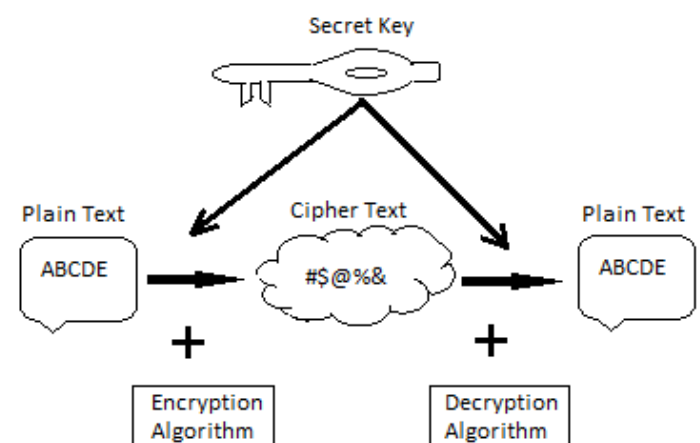 Secret Key
Plain Text
Cipher Text
Plain Text
ABCDE
#$@%&
ABCDE
+
+
Encryption
Algorithm
Decryption
Algorithm